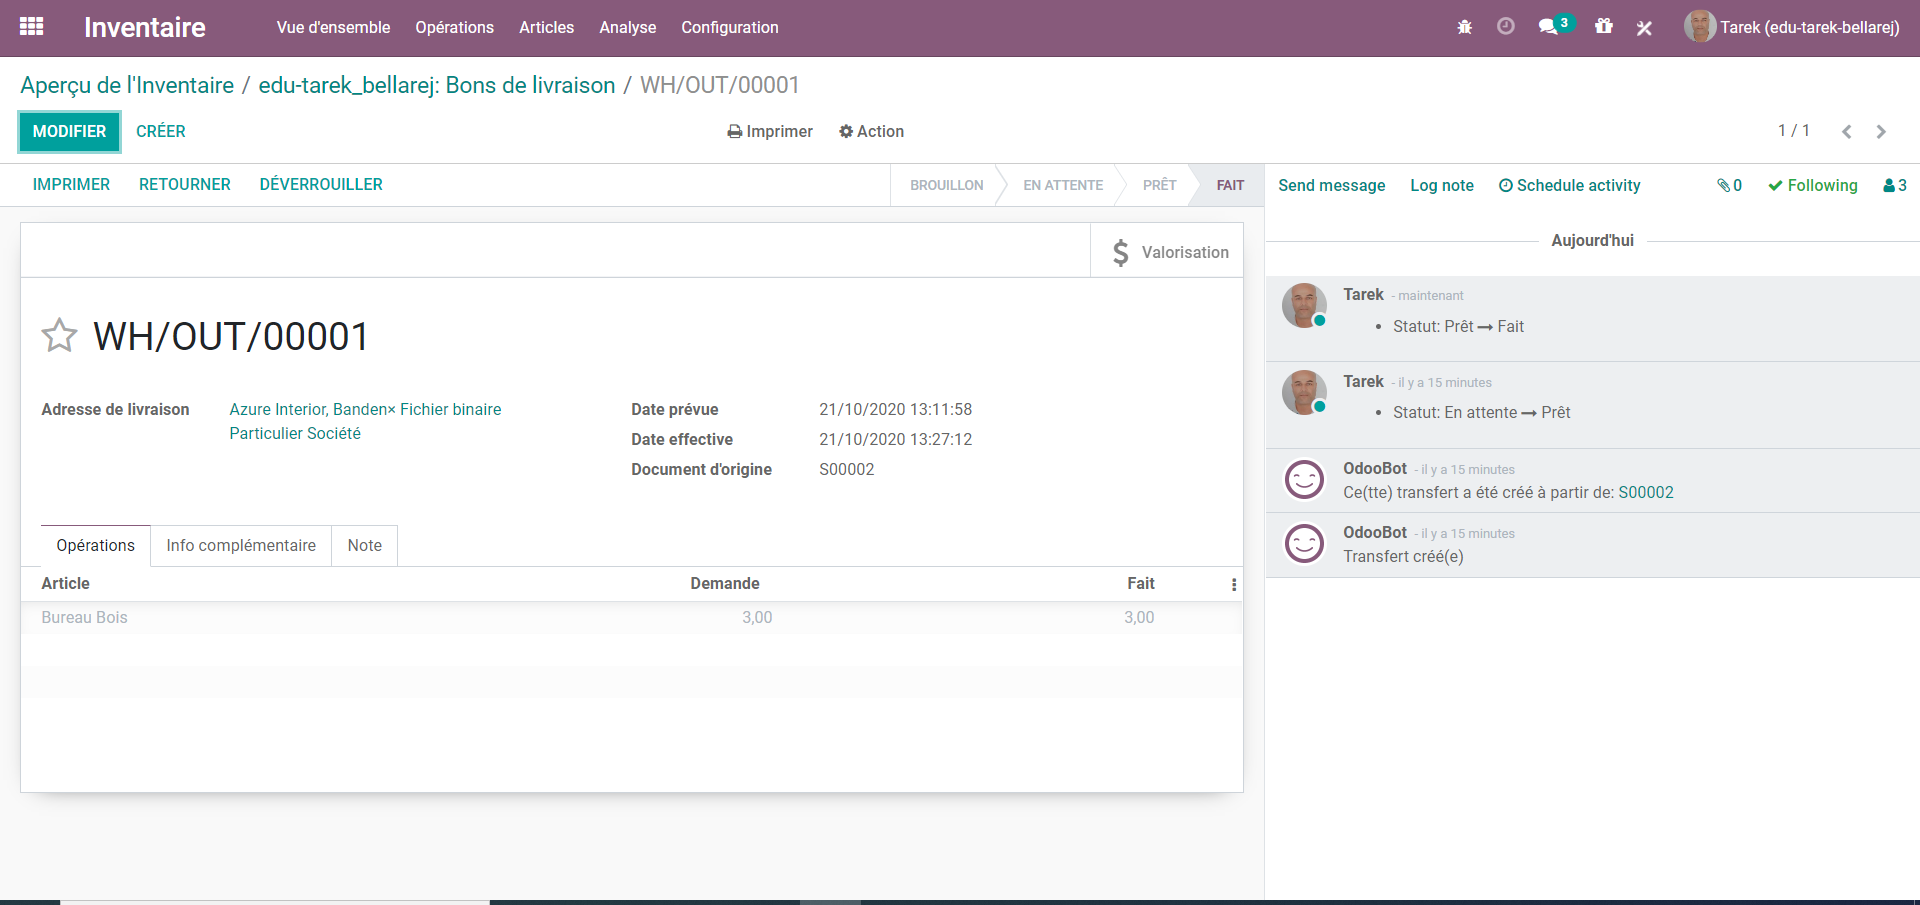 Inventaire
Vue d'ensemble Opérations Articles Analyse Configuration
3
Tarek (edu-tarek-bellarej)
Aperçu de l'Inventaire / edu-tarek_bellarej: Bons de livraison / WH/OUT/00001
MODIFIER CRÉER
Imprimer Action
1 / 1
IMPRIMER RETOURNER DÉVERROUILLER
BROUILLON EN ATTENTE PRÊT FAIT
Valorisation
WH/OUT/00001
Adresse de livraison Azure Interior, Banden× Fichier binaire
Particulier Société
Date prévue 21/10/2020 13:11:58
Date effective 21/10/2020 13:27:12
Document d'origine S00002
Opérations Info complémentaire Note
Article Demande Fait
Bureau Bois 3,00 3,00
Send message Log note Schedule activity 0 Following 3
Aujourd'hui
Tarek - maintenant
• Statut: Prêt → Fait
Tarek - il y a 15 minutes
• Statut: En attente → Prêt
OdooBot - il y a 15 minutes
Ce(tte) transfert a été créé à partir de: S00002
OdooBot - il y a 15 minutes
Transfert créé(e)